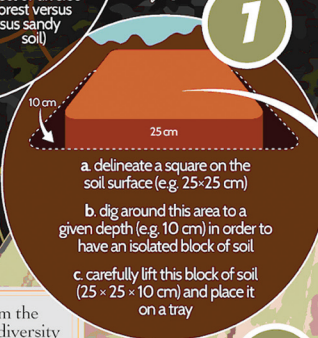 orest versus
sus sandy
soil)
1
10 cm
25 cm
a. delineate a square on the
soil surface (e.g. 25×25 cm)
b. dig around this area to a
given depth (e.g. 10 cm) in order to
have an isolated block of soil
c. carefully lift this block of soil
(25 × 25 × 10 cm) and place it
on a tray
m the
diversity